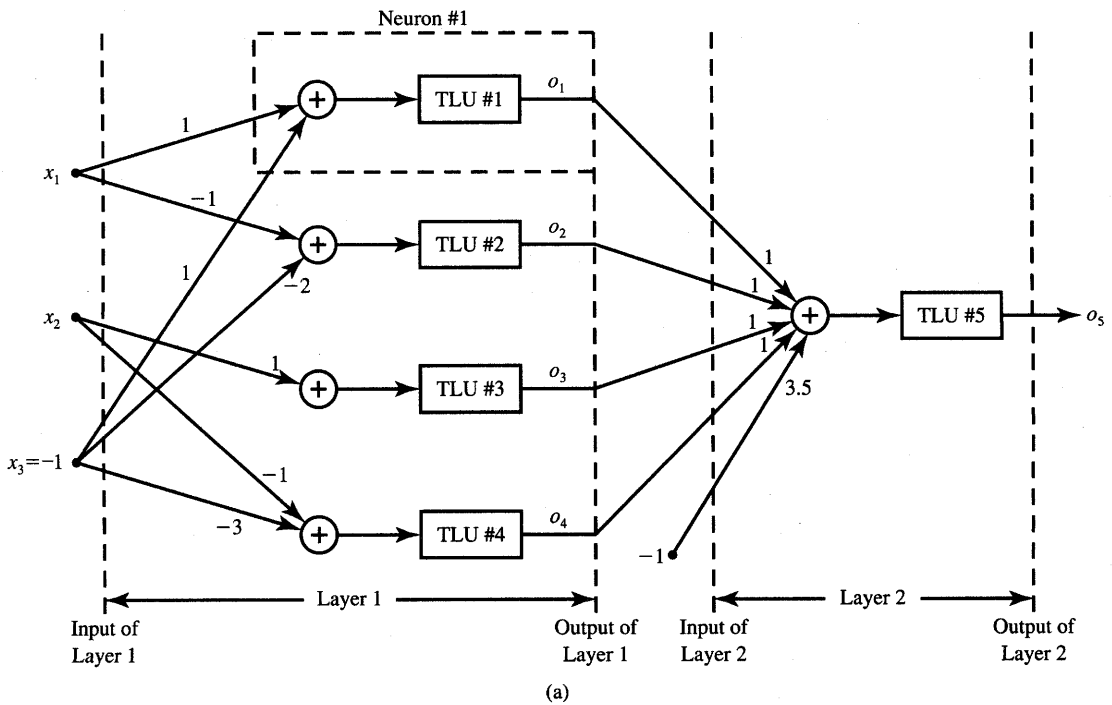 Neuron #1
TLU #1
o₁
1
x₁
−1
TLU #2
o₂
1
−2
1
1
x₂
1
1
TLU #5
o₅
1
TLU #3
o₃
3.5
x₃=−1
−1
−3
TLU #4
o₄
−1
Layer 1
Layer 2
Input of
Layer 1
Output of
Layer 1
Input of
Layer 2
Output of
Layer 2
(a)